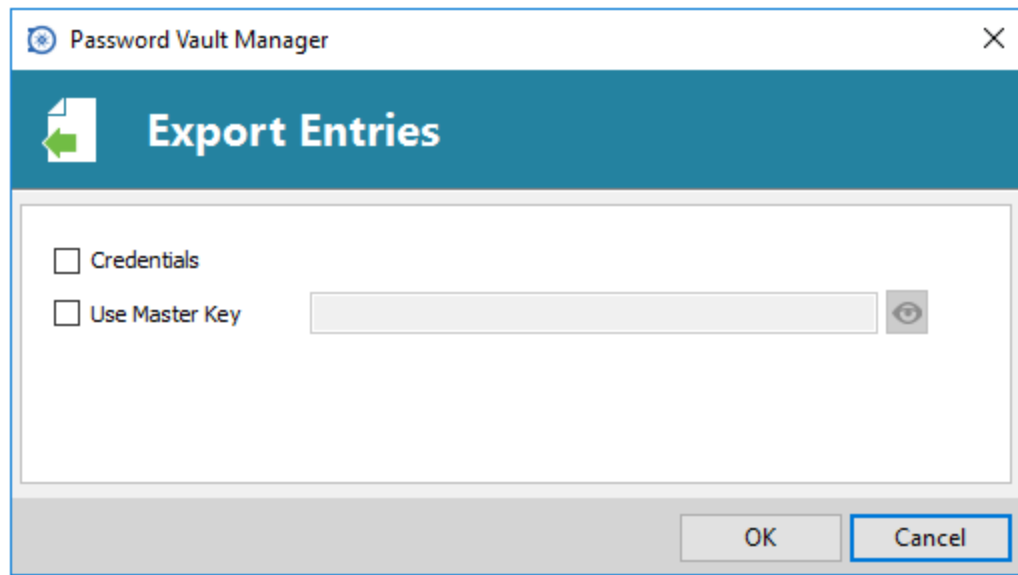 Password Vault Manager
Export Entries
Credentials
Use Master Key
OK Cancel